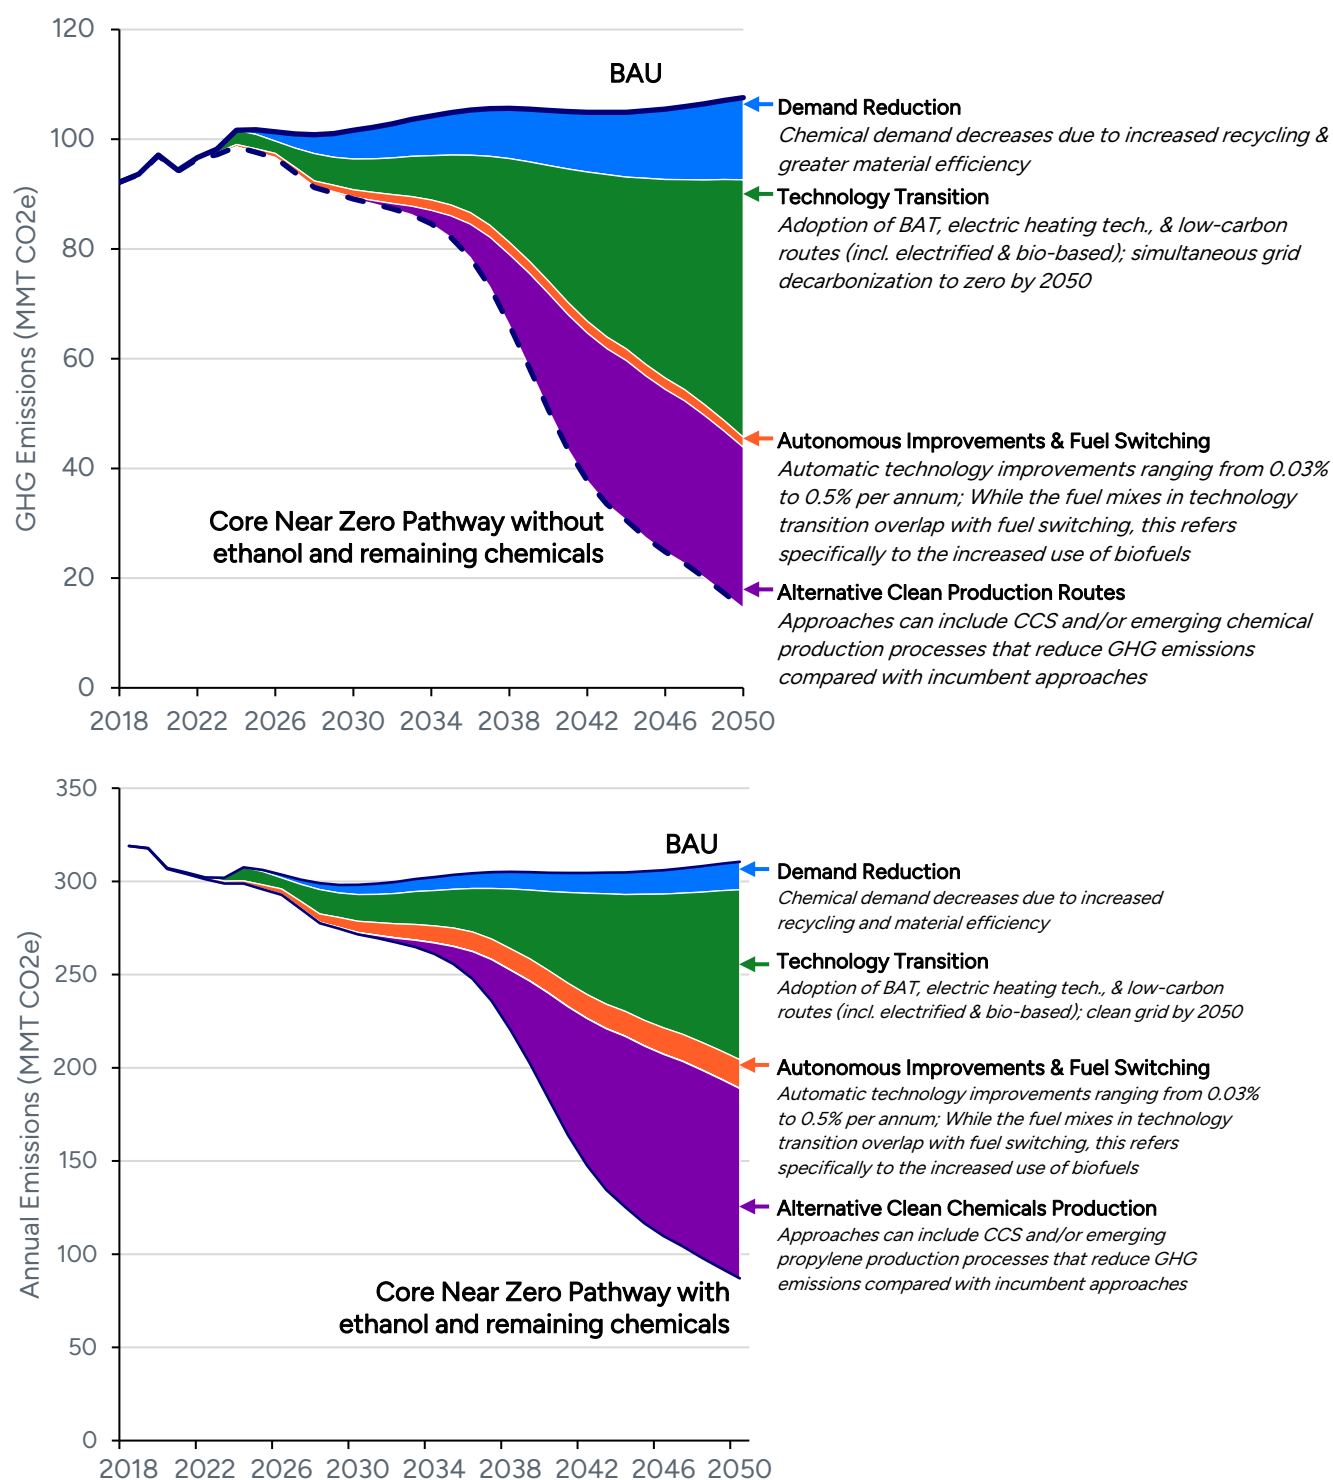 120
100
80
60
40
20
0
GHG Emissions (MMT CO2e)
BAU
Core Near Zero Pathway without
ethanol and remaining chemicals
2018 2022 2026 2030 2034 2038 2042 2046 2050
Demand Reduction
Chemical demand decreases due to increased recycling &
greater material efficiency
Technology Transition
Adoption of BAT, electric heating tech., & low-carbon
routes (incl. electrified & bio-based); simultaneous grid
decarbonization to zero by 2050
Autonomous Improvements & Fuel Switching
Automatic technology improvements ranging from 0.03%
to 0.5% per annum; While the fuel mixes in technology
transition overlap with fuel switching, this refers
specifically to the increased use of biofuels
Alternative Clean Production Routes
Approaches can include CCS and/or emerging chemical
production processes that reduce GHG emissions
compared with incumbent approaches
350
300
250
200
150
100
50
0
Annual Emissions (MMT CO2e)
BAU
Core Near Zero Pathway with
ethanol and remaining chemicals
2018 2022 2026 2030 2034 2038 2042 2046 2050
Demand Reduction
Chemical demand decreases due to increased
recycling and material efficiency
Technology Transition
Adoption of BAT, electric heating tech., & low-carbon
routes (incl. electrified & bio-based); clean grid by 2050
Autonomous Improvements & Fuel Switching
Automatic technology improvements ranging from 0.03%
to 0.5% per annum; While the fuel mixes in technology
transition overlap with fuel switching, this refers
specifically to the increased use of biofuels
Alternative Clean Chemicals Production
Approaches can include CCS and/or emerging
propylene production processes that reduce GHG
emissions compared with incumbent approaches